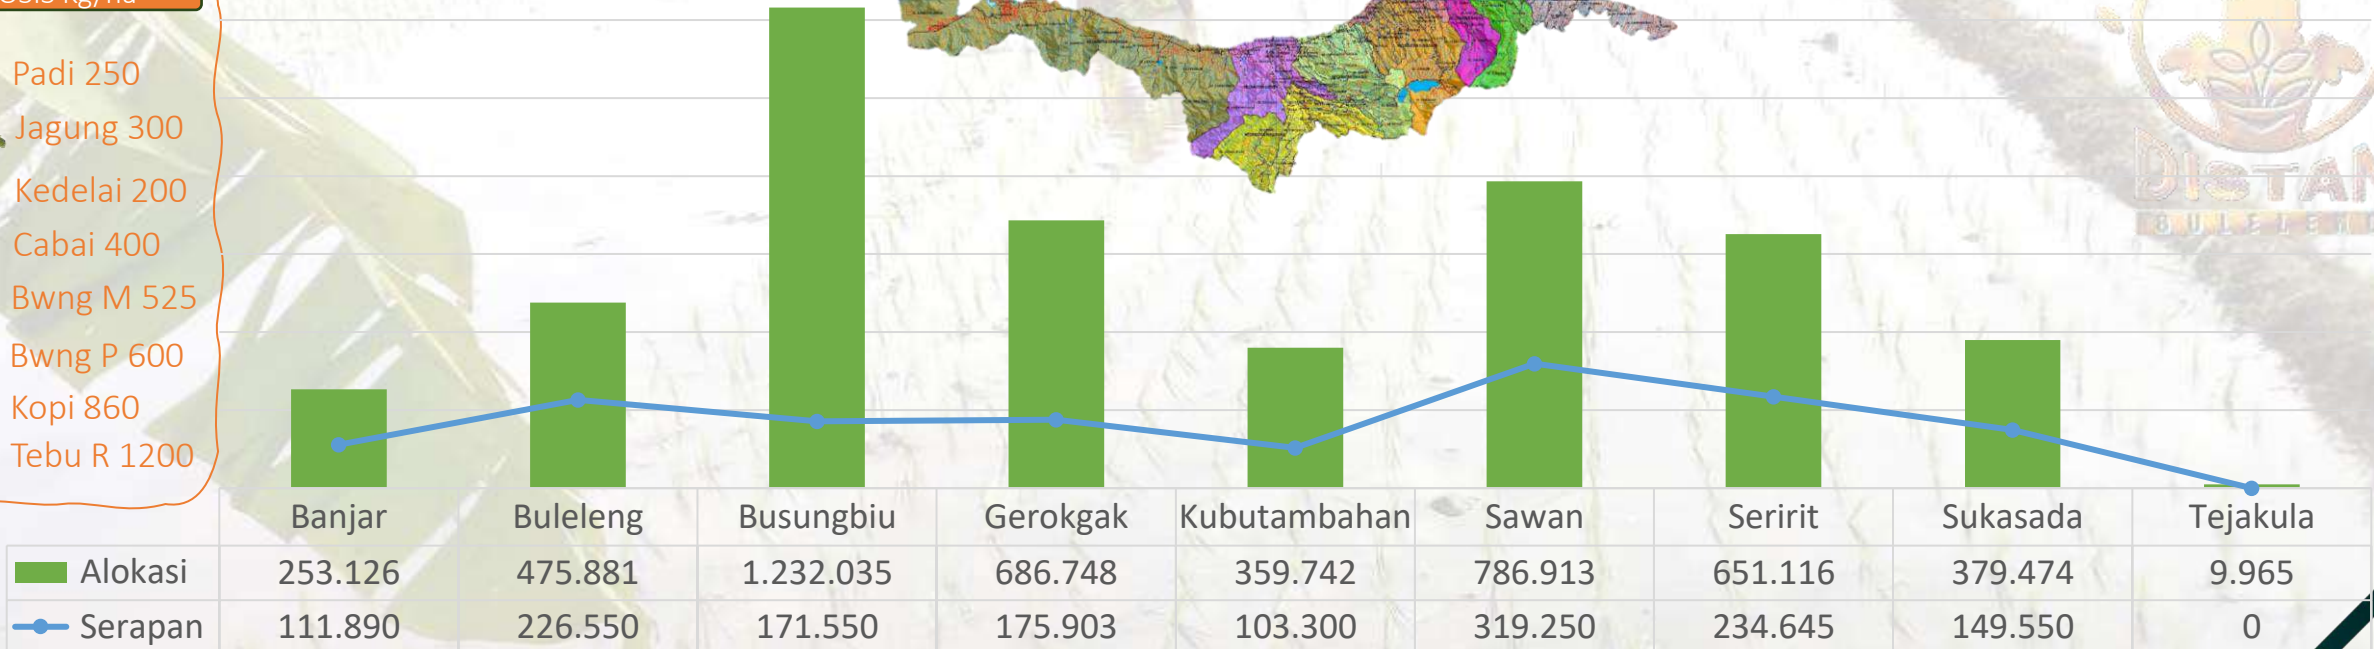 Padi 250
Jagung 300
Kedelai 200
Cabai 400
Bwng M 525
Bwng P 600
Kopi 860
Tebu R 1200
DISTAN
BULELEN
Banjar Buleleng Busungbiu Gerokgak Kubutambahan Sawan Seririt Sukasada Tejakula
Alokasi 253.126 475.881 1.232.035 686.748 359.742 786.913 651.116 379.474 9.965
Serapan 111.890 226.550 171.550 175.903 103.300 319.250 234.645 149.550 0